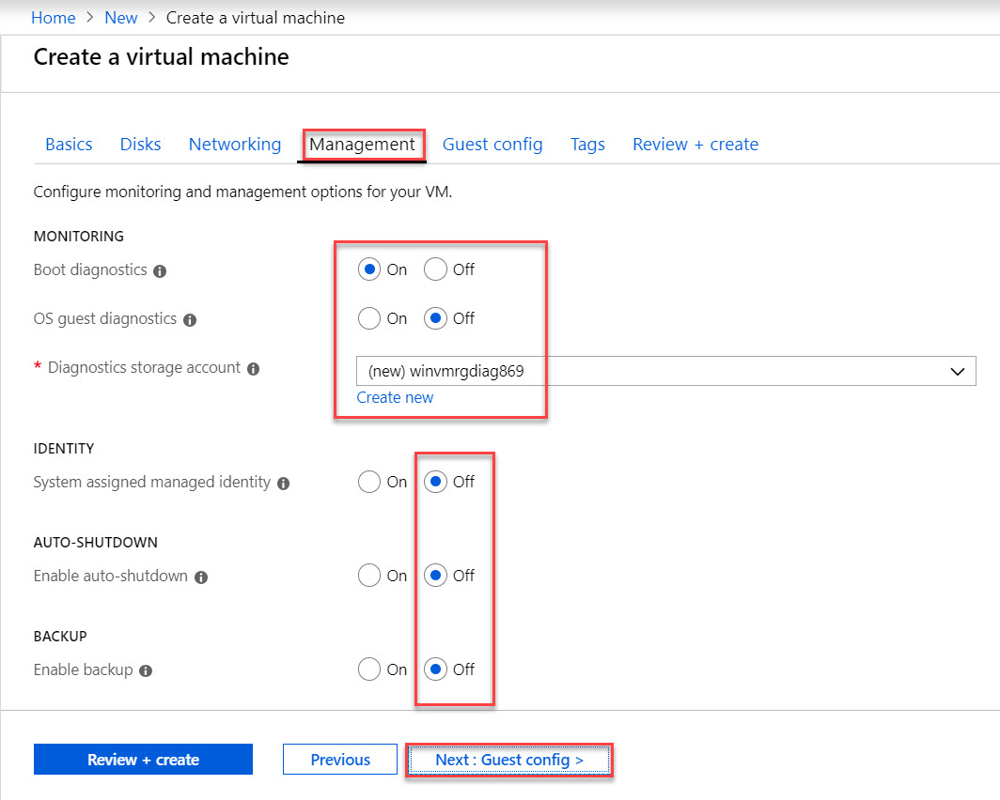 Home > New > Create a virtual machine
Create a virtual machine
Basics Disks Networking Management Guest config Tags Review + create
Configure monitoring and management options for your VM.
MONITORING
Boot diagnostics On Off
OS guest diagnostics On Off
* Diagnostics storage account (new) winvmrgdiag869
Create new
IDENTITY
System assigned managed identity On Off
AUTO-SHUTDOWN
Enable auto-shutdown On Off
BACKUP
Enable backup On Off
Review + create Previous Next : Guest config >